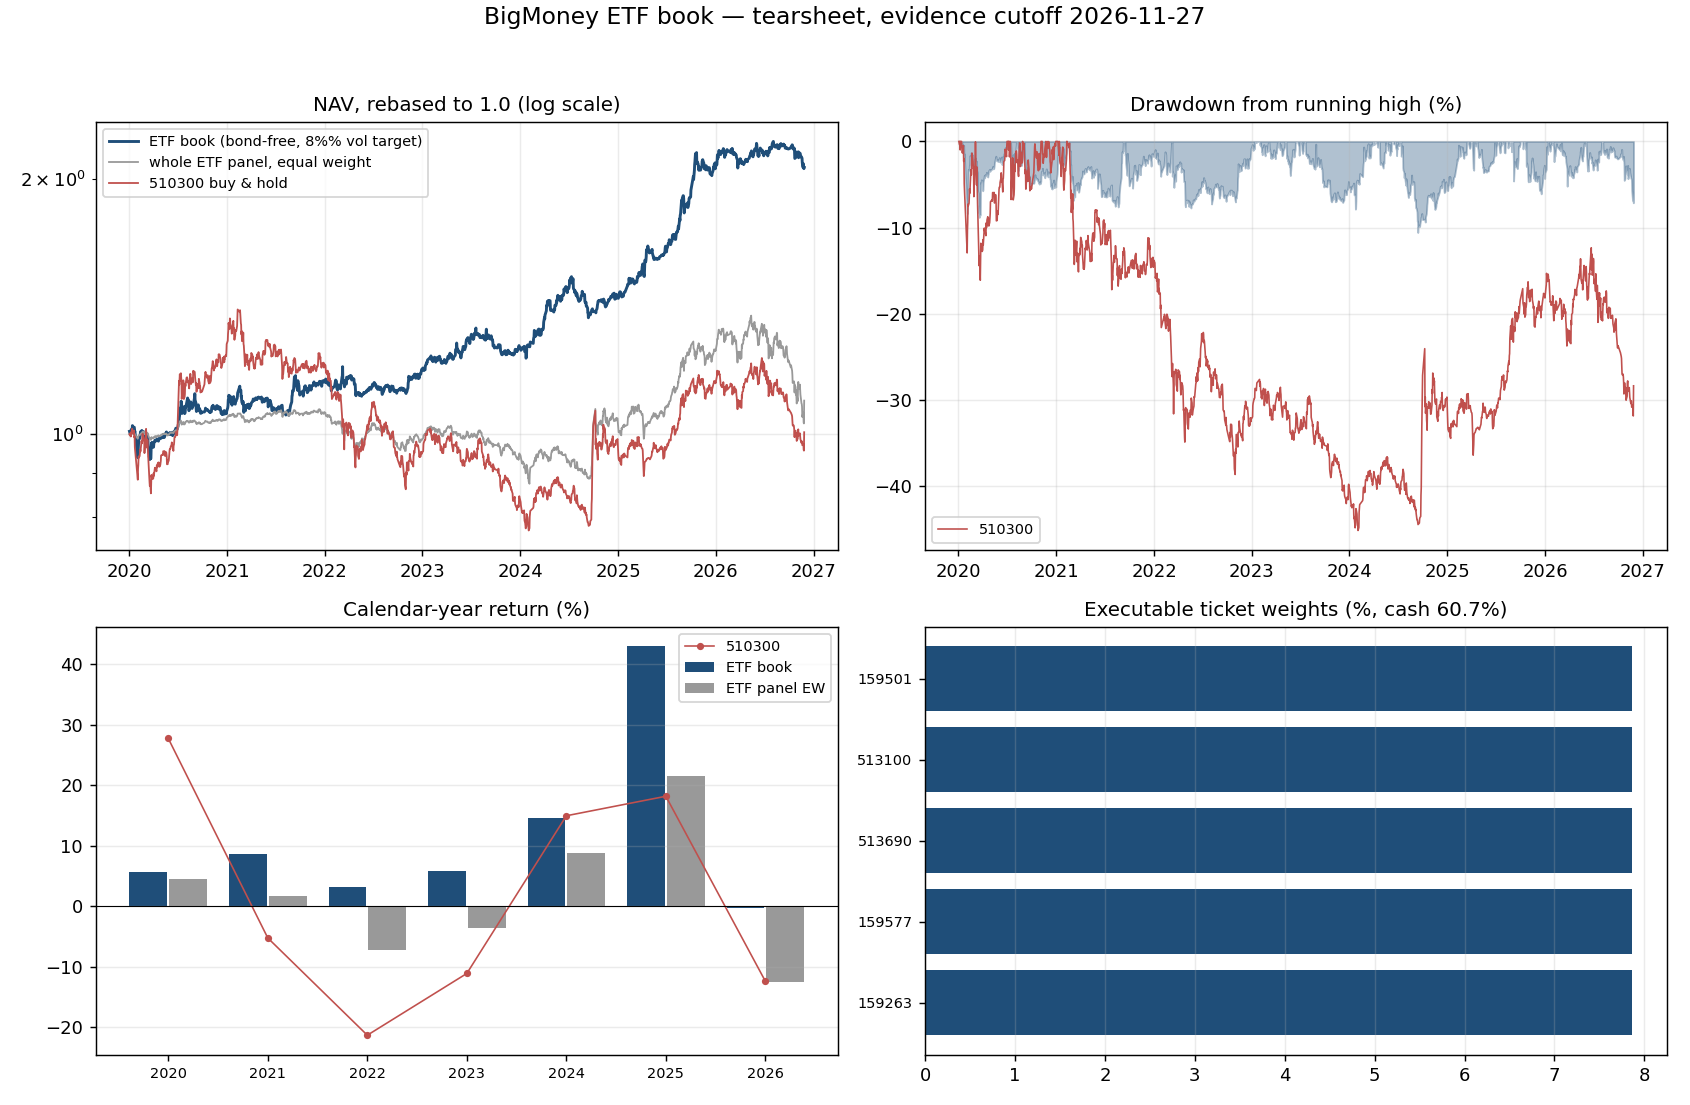 BigMoney ETF book — tearsheet, evidence cutoff 2026-11-27
NAV, rebased to 1.0 (log scale)
ETF book (bond-free, 8%% vol target)
whole ETF panel, equal weight
510300 buy & hold
2 × 10⁰
10⁰
2020 2021 2022 2023 2024 2025 2026 2027
Drawdown from running high (%)
0
−10
−20
−30
−40
510300
2020 2021 2022 2023 2024 2025 2026 2027
Calendar-year return (%)
510300
ETF book
ETF panel EW
40
30
20
10
0
−10
−20
2020 2021 2022 2023 2024 2025 2026
Executable ticket weights (%, cash 60.7%)
159501
513100
513690
159577
159263
0 1 2 3 4 5 6 7 8